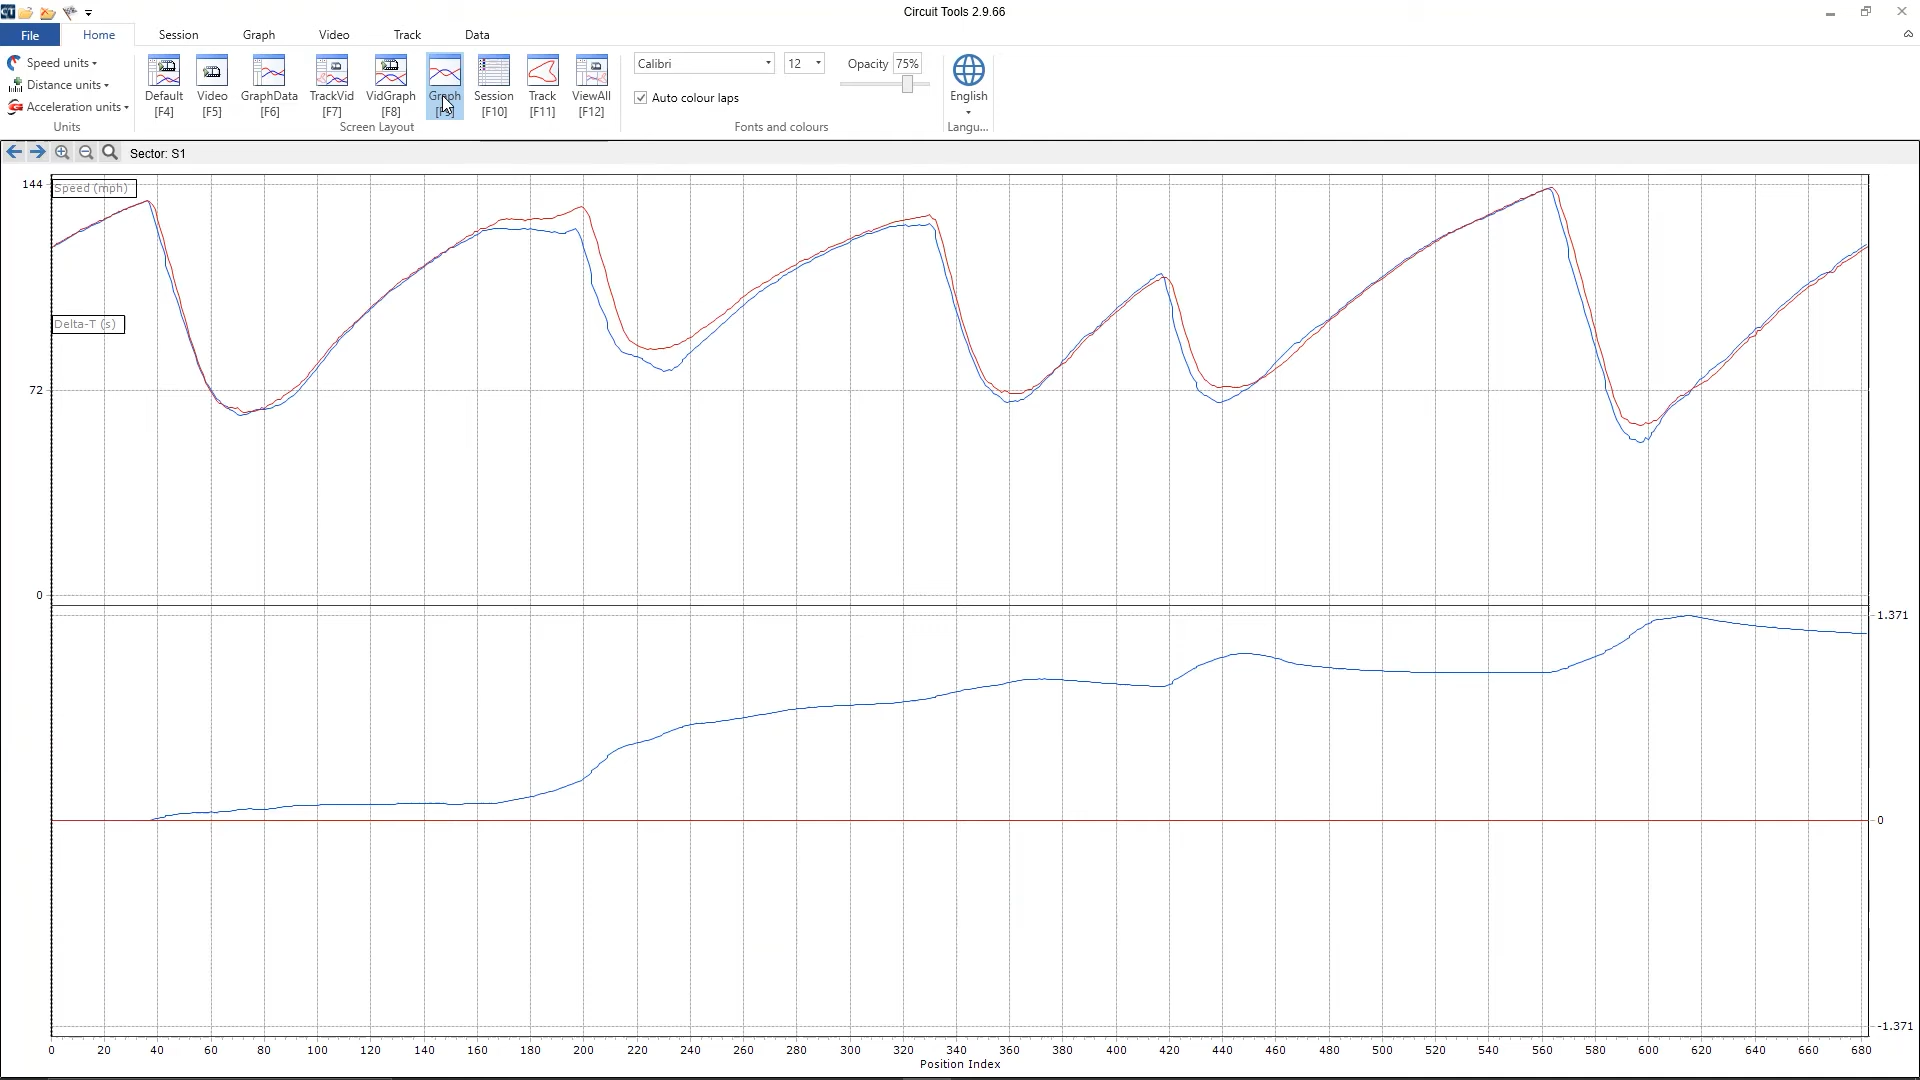 CT
Circuit Tools 2.9.66
File Home Session Graph Video Track Data
Speed units
Distance units
Acceleration units
Units
Default [F4]
Video [F5]
GraphData [F6]
TrackVid [F7]
VidGraph [F8]
Graph
Session [F10]
Track [F11]
ViewAll [F12]
Screen Layout
Calibri 12
Opacity 75%
Auto colour laps
Fonts and colours
English
Langu...
Sector: S1
144
Speed (mph)
Delta-T (s)
72
0
1.371
0
-1.371
0 20 40 60 80 100 120 140 160 180 200 220 240 260 280 300 320 340 360 380 400 420 440 460 480 500 520 540 560 580 600 620 640 660 680
Position Index